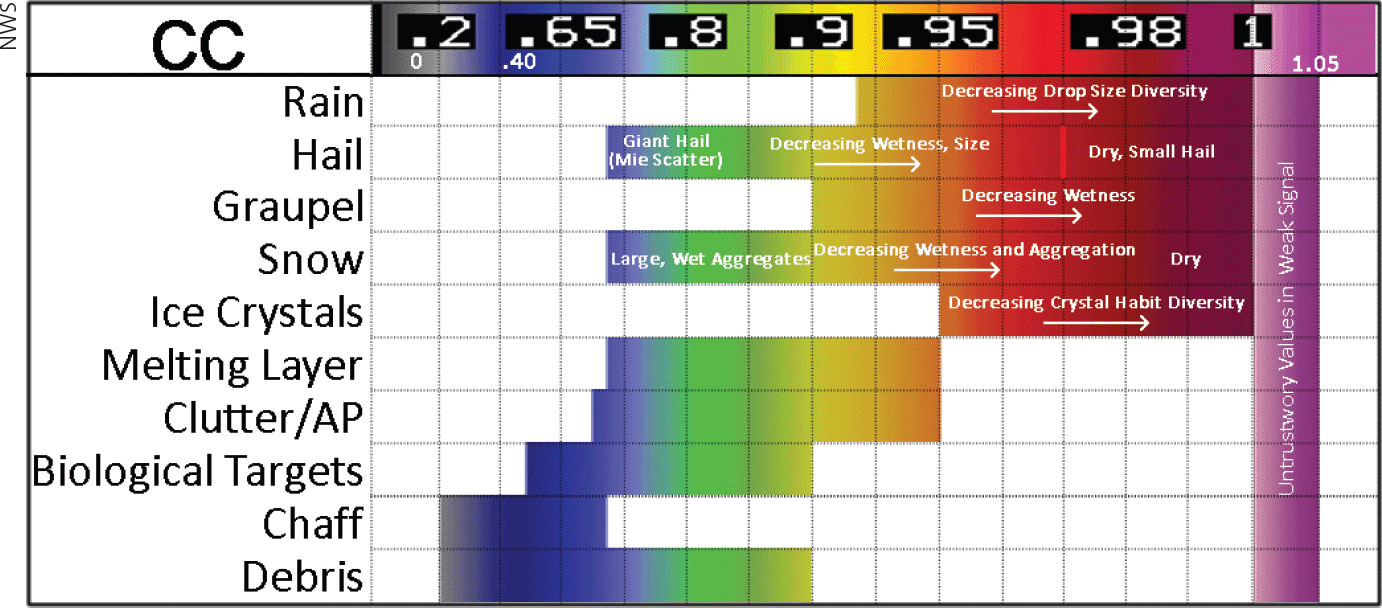 NWS
CC
.2 .65 .8 .9 .95 .98 1
0 .40 1.05
Rain
Decreasing Drop Size Diversity
Hail
Giant Hail
(Mie Scatter)
Decreasing Wetness, Size
Dry, Small Hail
Graupel
Decreasing Wetness
Snow
Large, Wet Aggregates
Decreasing Wetness and Aggregation
Dry
Ice Crystals
Decreasing Crystal Habit Diversity
Melting Layer
Clutter/AP
Biological Targets
Chaff
Debris
Untrustwory Values in Weak Signal